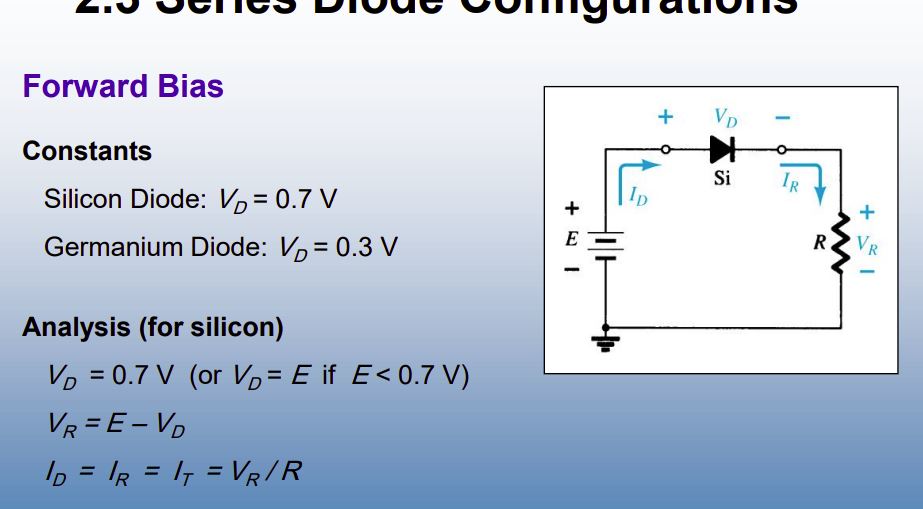 2.3 Series Diode Configurations
Forward Bias
Constants
Silicon Diode: V_D = 0.7 V
Germanium Diode: V_D = 0.3 V
Analysis (for silicon)
V_D = 0.7 V (or V_D = E if E < 0.7 V)
V_R = E – V_D
I_D = I_R = I_T = V_R / R
+ V_D –
Si
I_D
I_R
+
E
–
R
+
V_R
–